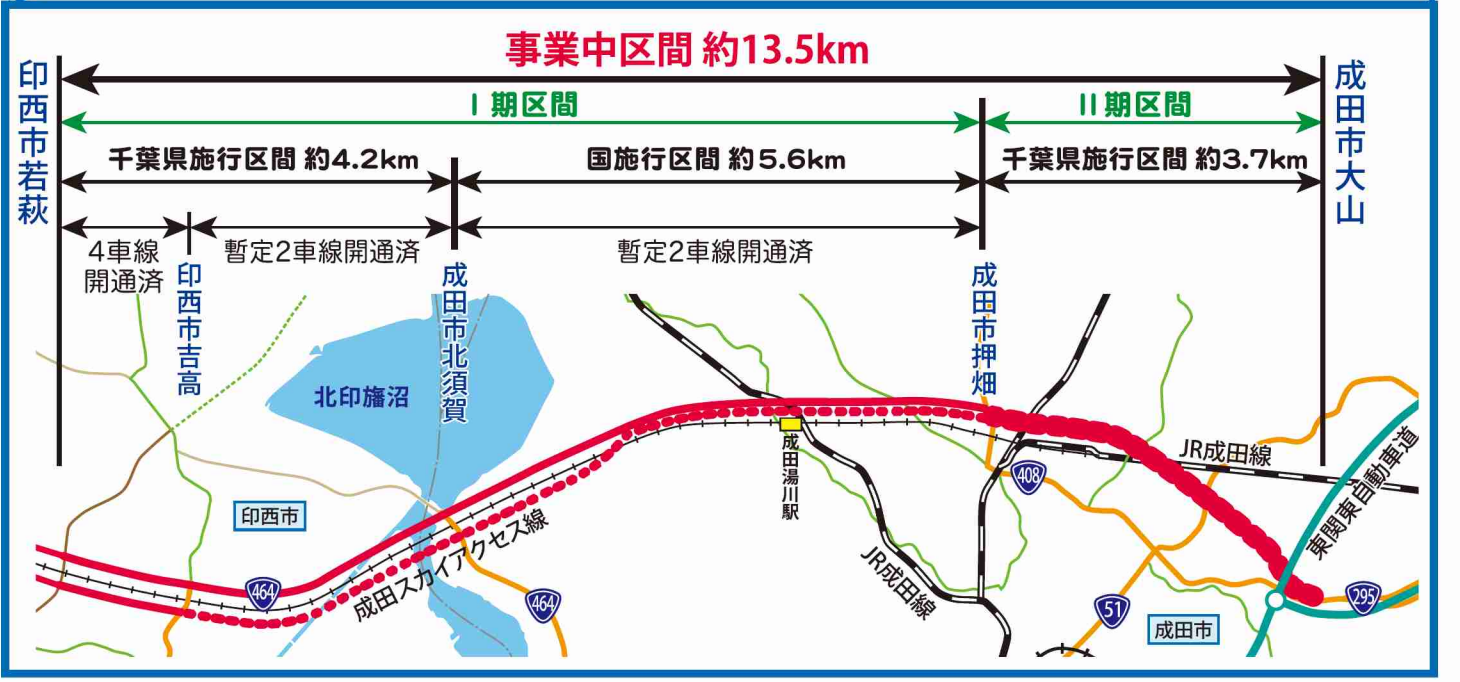 事業中区間 約13.5km
印西市若萩
成田市大山
Ⅰ期区間
Ⅱ期区間
千葉県施行区間 約4.2km
国施行区間 約5.6km
千葉県施行区間 約3.7km
4車線
開通済
暫定2車線開通済
暫定2車線開通済
印西市吉高
成田市北須賀
成田市押畑
北印旛沼
成田湯川駅
JR成田線
東関東自動車道
408
印西市
成田スカイアクセス線
JR成田線
464
464
51
295
成田市